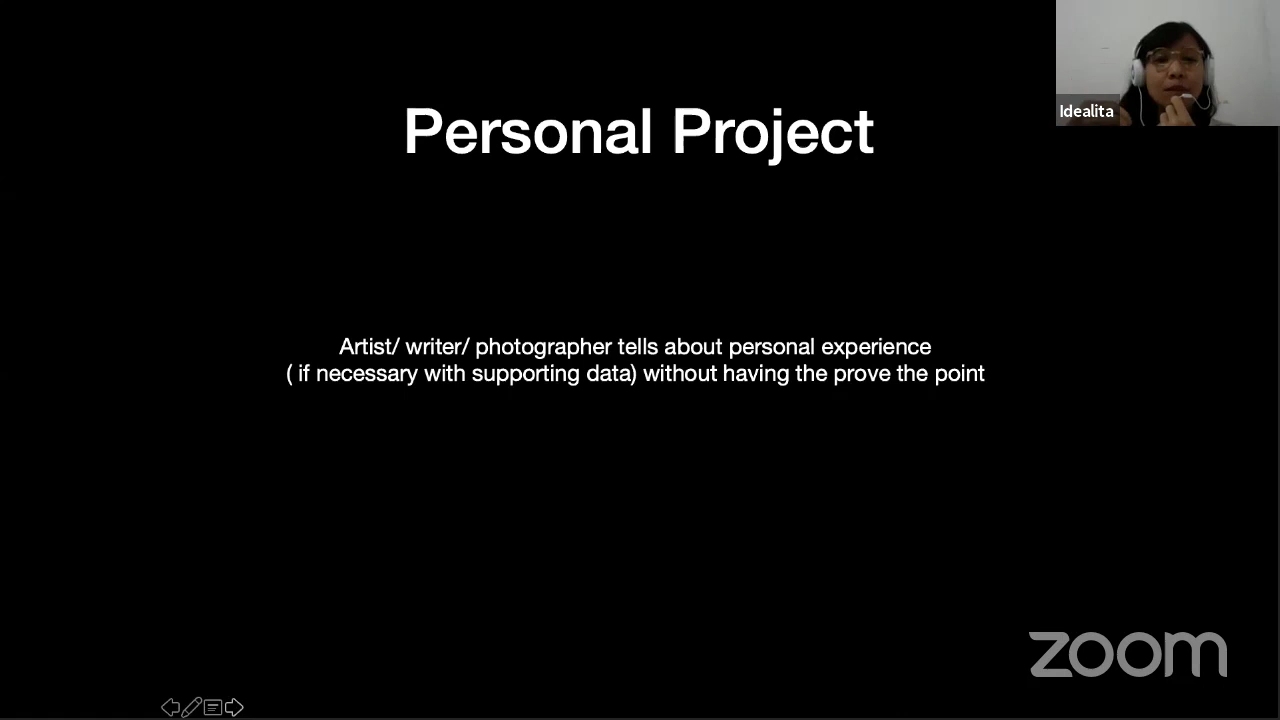 Personal Project
Idealita
Artist/ writer/ photographer tells about personal experience
( if necessary with supporting data) without having the prove the point
zoom